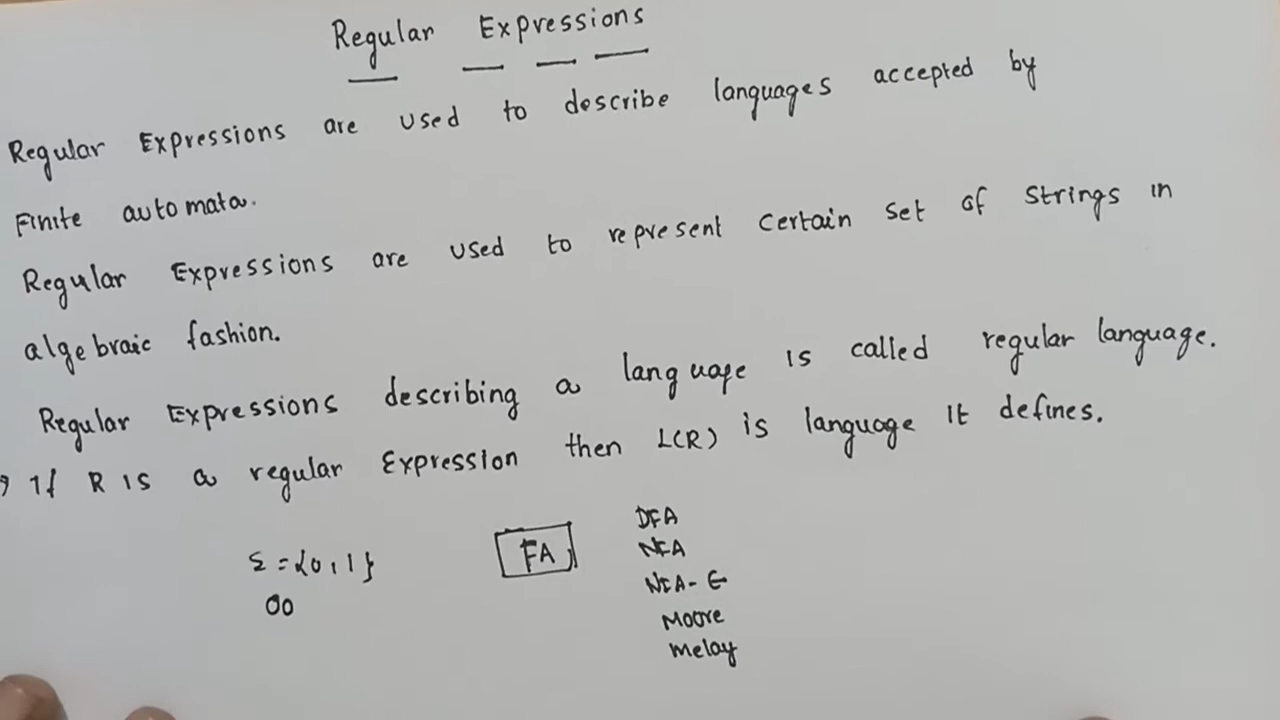 Regular Expressions
Regular Expressions are used to describe languages accepted by
Finite automata.
Regular Expressions are used to represent certain set of strings in
algebraic fashion.
Regular Expressions describing a language is called regular language.
If R is a regular Expression then L(R) is language it defines.
Σ = {0, 1}
00
FA
DFA
NFA
NFA-ε
Moore
Melay